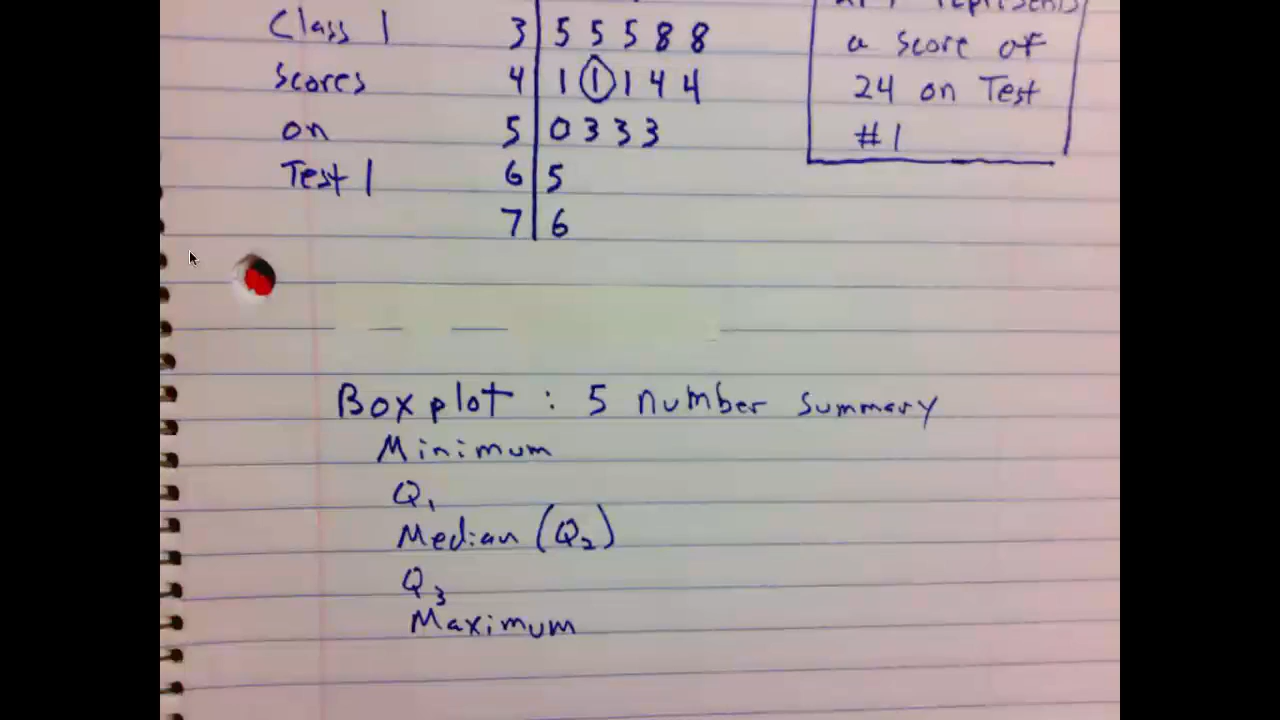 Class 1 3 | 5 5 5 8 8
scores 4 | 1 1 1 4 4
on 5 | 0 3 3 3
Test 1 6 | 5
7 | 6
represents
a score of
24 on Test
#1
Boxplot : 5 number summary
Minimum
Q1
Median (Q2)
Q3
Maximum